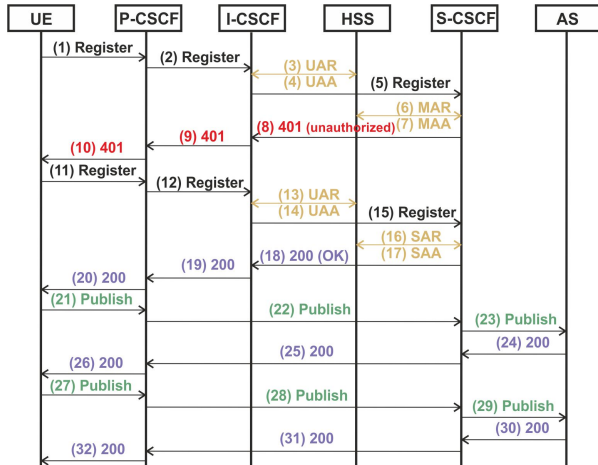 UE P-CSCF I-CSCF HSS S-CSCF AS
(1) Register
(2) Register
(3) UAR
(4) UAA
(5) Register
(6) MAR
(7) MAA
(8) 401 (unauthorized)
(9) 401
(10) 401
(11) Register
(12) Register
(13) UAR
(14) UAA
(15) Register
(16) SAR
(17) SAA
(18) 200 (OK)
(19) 200
(20) 200
(21) Publish
(22) Publish
(23) Publish
(24) 200
(25) 200
(26) 200
(27) Publish
(28) Publish
(29) Publish
(30) 200
(31) 200
(32) 200